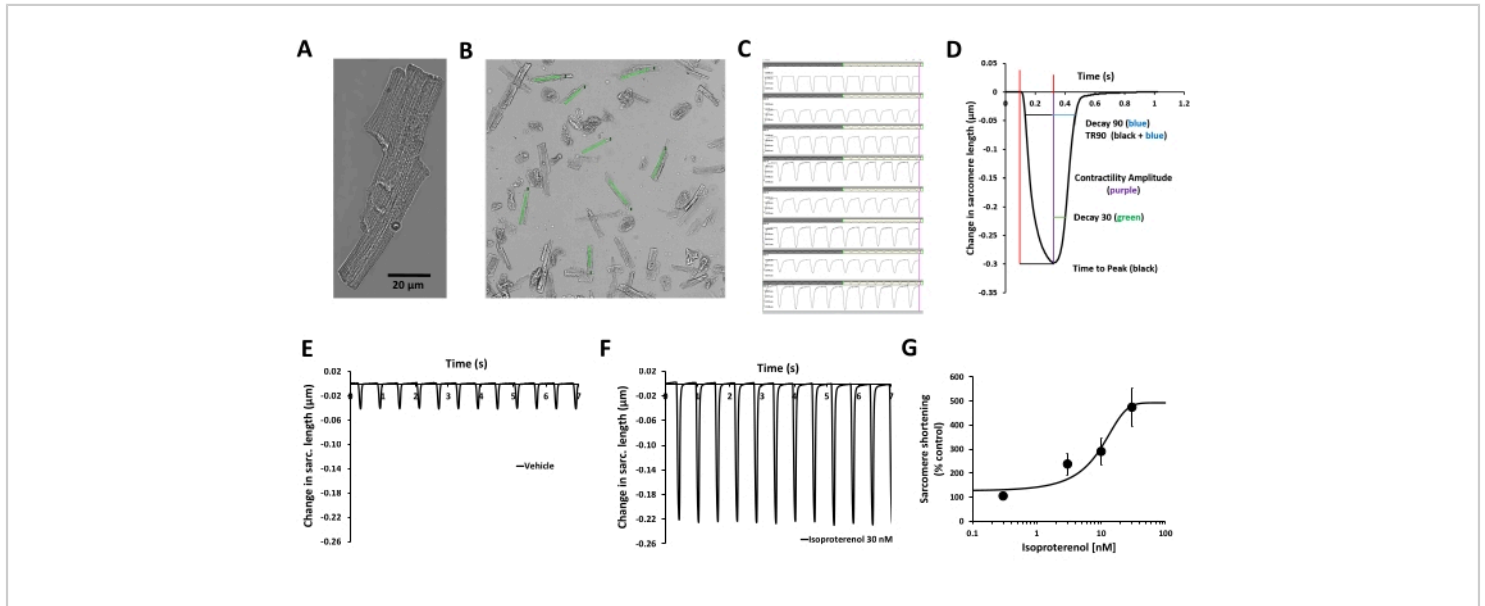 A
B
C
D
20 µm
0.05
0
-0.05
-0.1
-0.15
-0.2
-0.25
-0.3
-0.35
Change in sarcomere length (µm)
Time (s)
0 0.2 0.4 0.6 0.8 1 1.2
Decay 90 (blue)
TR90 (black + blue)
Contractility Amplitude
(purple)
Decay 30 (green)
Time to Peak (black)
E
Time (s)
0.02
-0.02
-0.06
-0.10
-0.14
-0.18
-0.22
-0.26
Change in sarc. length (µm)
1 2 3 4 5 6 7
Vehicle
F
Time (s)
0.02
-0.02
-0.06
-0.10
-0.14
-0.18
-0.22
-0.26
Change in sarc. length (µm)
1 2 3 4 5 6 7
Isoproterenol 30 nM
G
600
500
400
300
200
100
0
Sarcomere shortening
(% control)
0.1 1 10 100
Isoproterenol [nM]